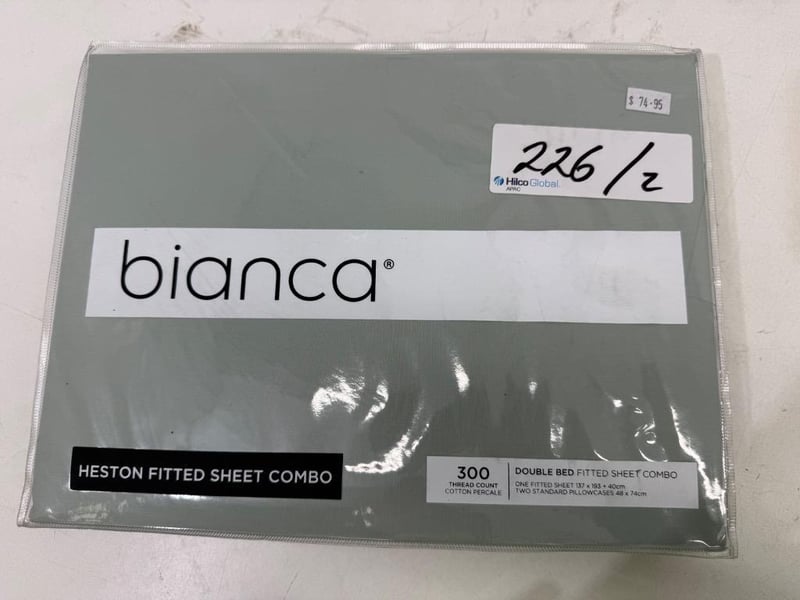 $ 74.95
226/2
Hilco Global
APAC
bianca®
HESTON FITTED SHEET COMBO
300
THREAD COUNT
COTTON PERCALE
DOUBLE BED FITTED SHEET COMBO
ONE FITTED SHEET 137 x 193 + 40cm
TWO STANDARD PILLOWCASES 48 x 74cm